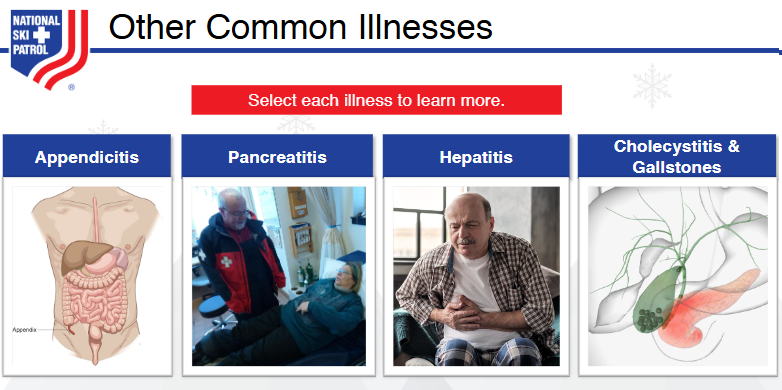 NATIONAL
SKI
PATROL
®
Other Common Illnesses
Select each illness to learn more.
Appendicitis
Pancreatitis
Hepatitis
Cholecystitis &
Gallstones
Appendix